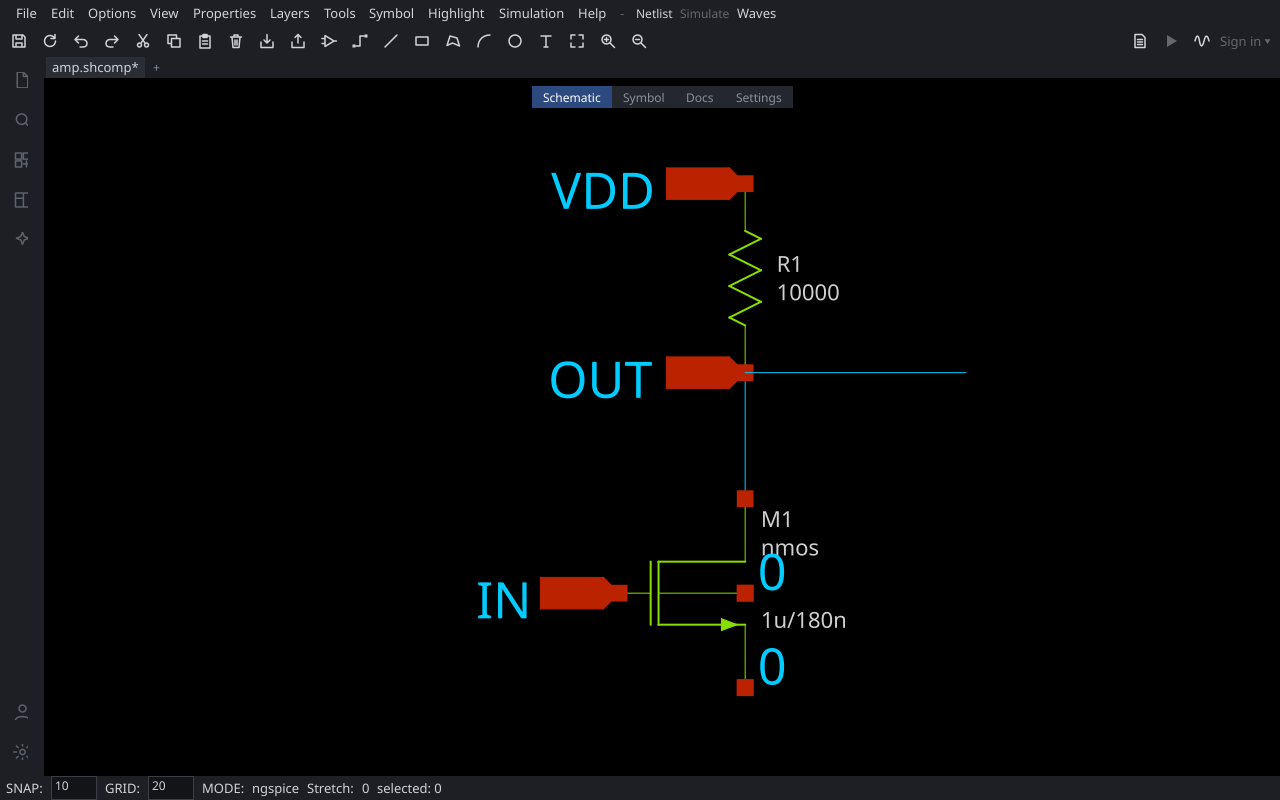 File Edit Options View Properties Layers Tools Symbol Highlight Simulation Help - Netlist Simulate Waves
Sign in
amp.shcomp* +
Schematic Symbol Docs Settings
VDD
R1
10000
OUT
M1
nmos
0
IN
1u/180n
0
SNAP: 10 GRID: 20 MODE: ngspice Stretch: 0 selected: 0